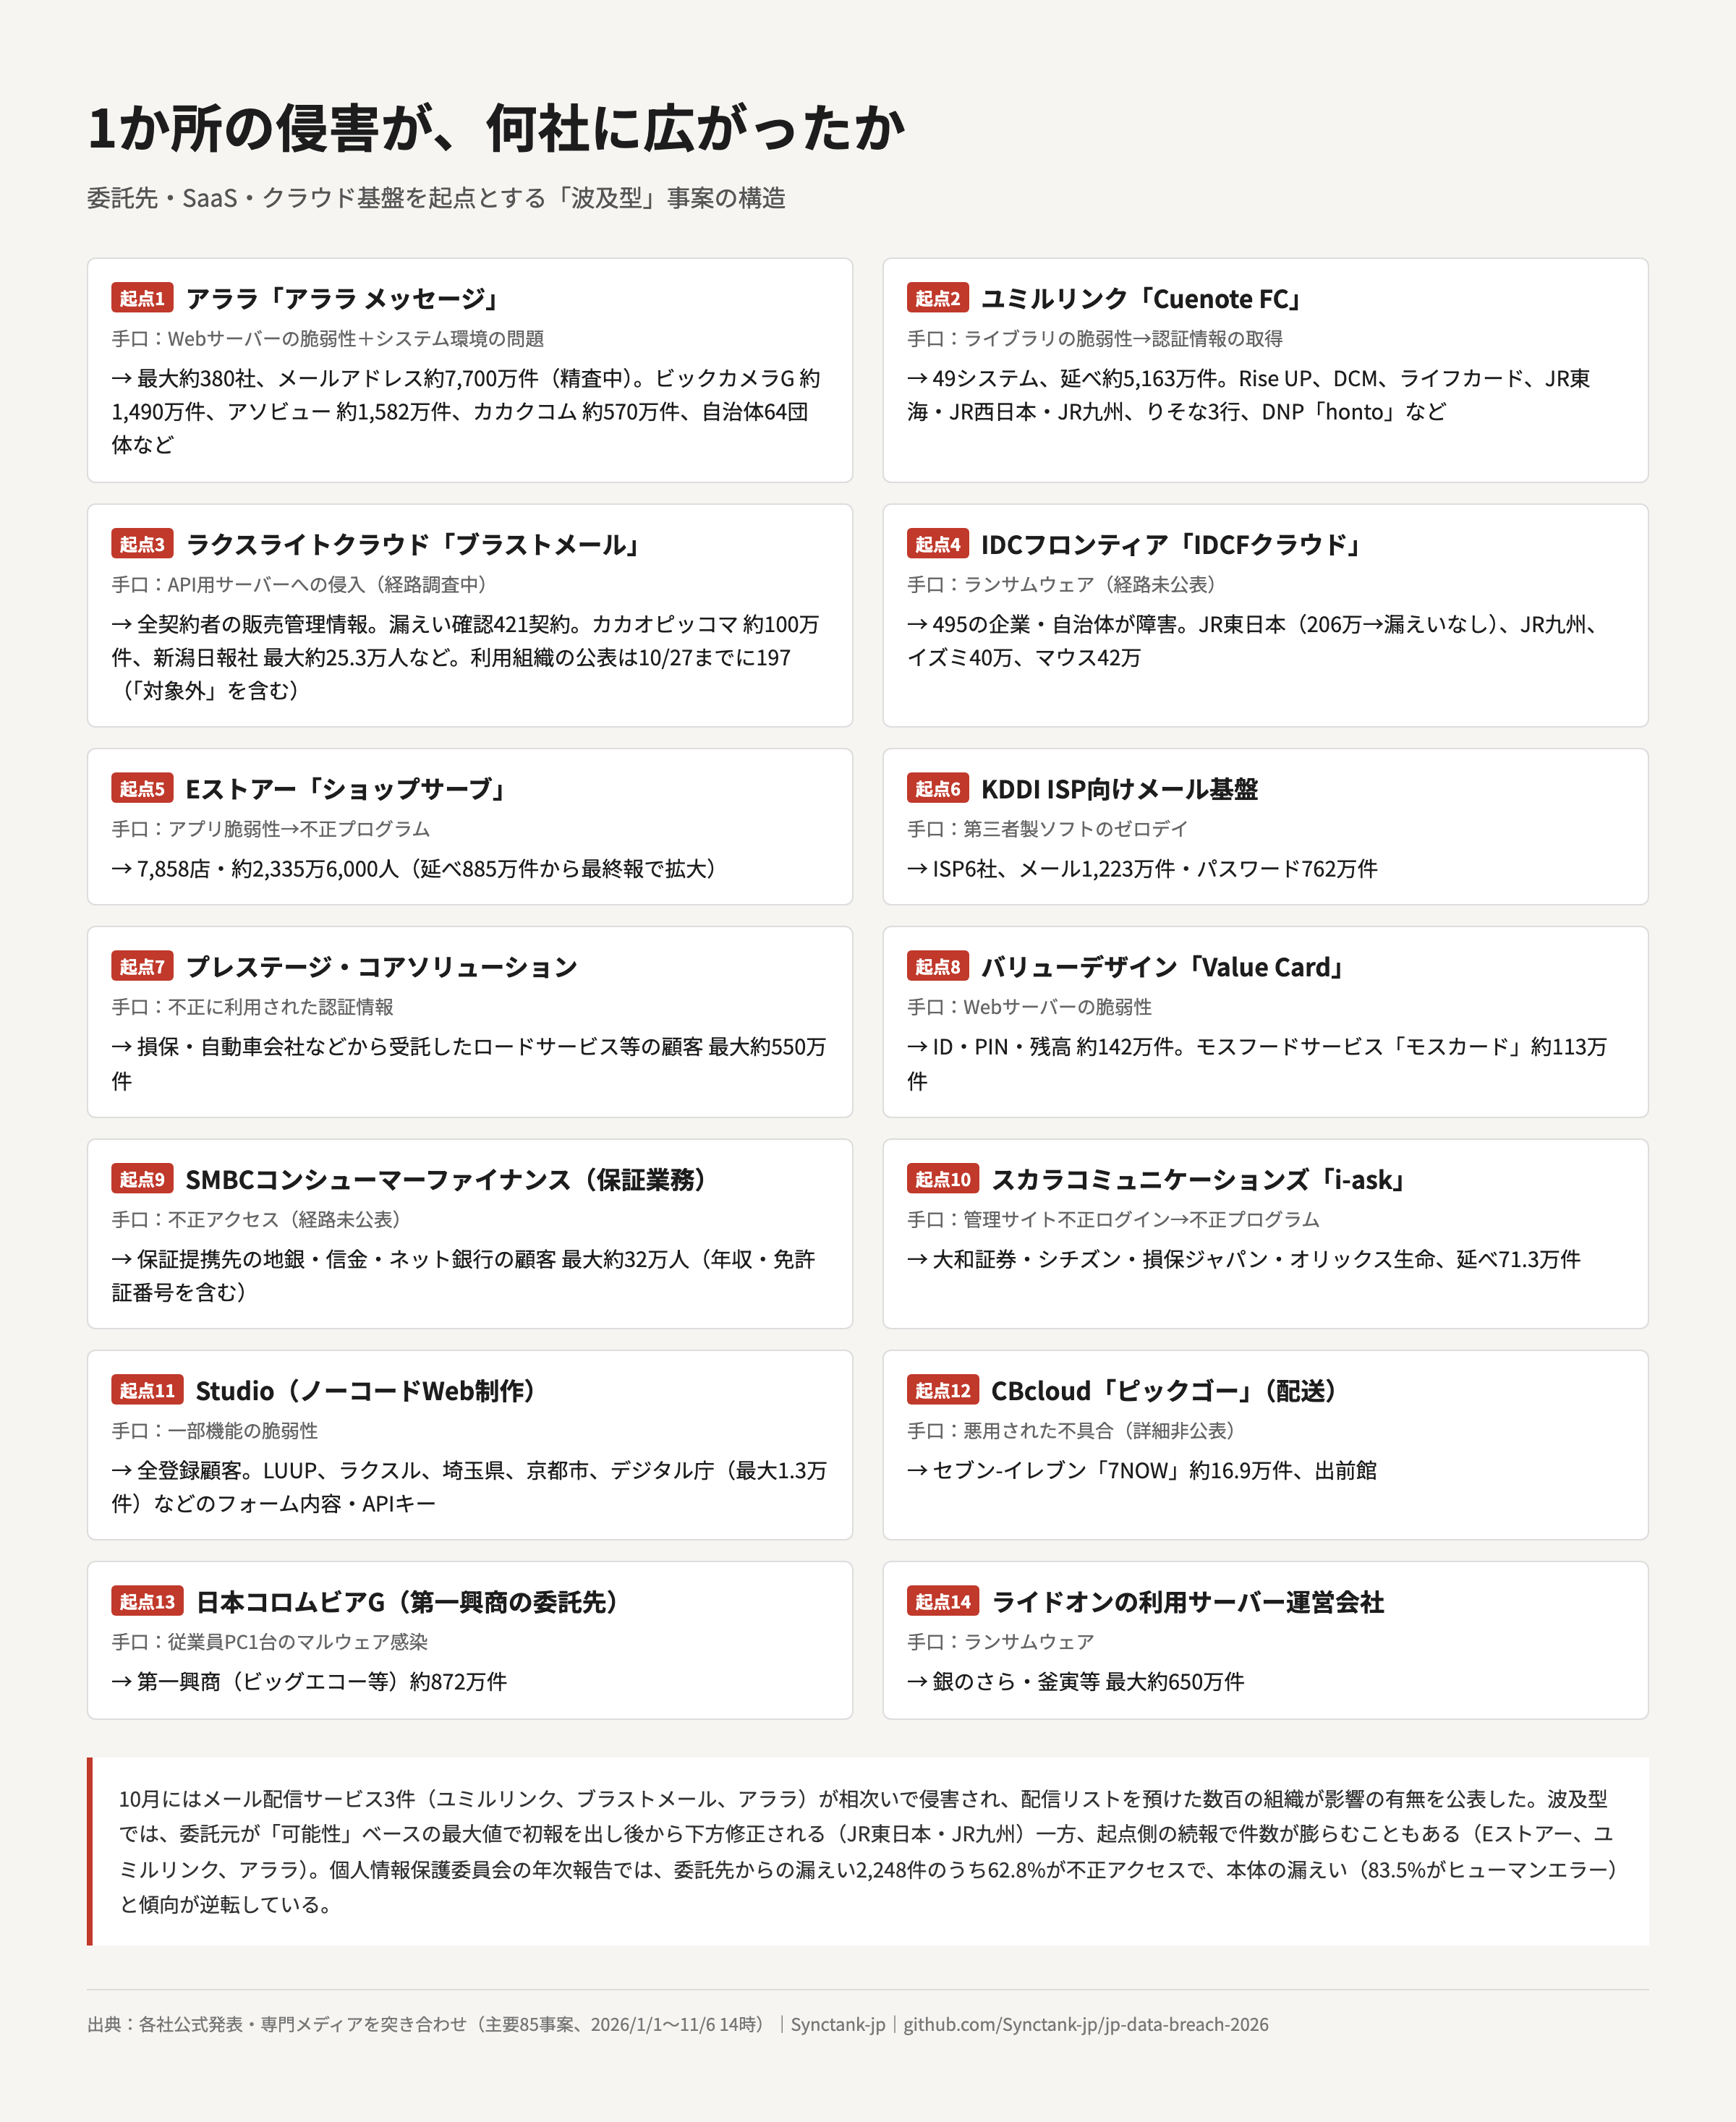 1か所の侵害が、何社に広がったか
委託先・SaaS・クラウド基盤を起点とする「波及型」事案の構造
起点1 アララ「アララ メッセージ」
手口：Webサーバーの脆弱性＋システム環境の問題
→ 最大約380社、メールアドレス約7,700万件（精査中）。ビックカメラG 約
1,490万件、アソビュー 約1,582万件、カカクコム 約570万件、自治体64団
体など
起点2 ユミルリンク「Cuenote FC」
手口：ライブラリの脆弱性→認証情報の取得
→ 49システム、延べ約5,163万件。Rise UP、DCM、ライフカード、JR東
海・JR西日本・JR九州、りそな3行、DNP「honto」など
起点3 ラクスライトクラウド「ブラストメール」
手口：API用サーバーへの侵入（経路調査中）
→ 全契約者の販売管理情報。漏えい確認421契約。カカオピッコマ 約100万
件、新潟日報社 最大約25.3万人など。利用組織の公表は10/27までに197
（「対象外」を含む）
起点4 IDCフロンティア「IDCFクラウド」
手口：ランサムウェア（経路未公表）
→ 495の企業・自治体が障害。JR東日本（206万→漏えいなし）、JR九州、
イズミ40万、マウス42万
起点5 Eストアー「ショップサーブ」
手口：アプリ脆弱性→不正プログラム
→ 7,858店・約2,335万6,000人（延べ885万件から最終報で拡大）
起点6 KDDI ISP向けメール基盤
手口：第三者製ソフトのゼロデイ
→ ISP6社、メール1,223万件・パスワード762万件
起点7 プレステージ・コアソリューション
手口：不正に利用された認証情報
→ 損保・自動車会社などから受託したロードサービス等の顧客 最大約550万
件
起点8 バリューデザイン「Value Card」
手口：Webサーバーの脆弱性
→ ID・PIN・残高 約142万件。モスフードサービス「モスカード」約113万
件
起点9 SMBCコンシューマーファイナンス（保証業務）
手口：不正アクセス（経路未公表）
→ 保証提携先の地銀・信金・ネット銀行の顧客 最大約32万人（年収・免許
証番号を含む）
起点10 スカラコミュニケーションズ「i-ask」
手口：管理サイト不正ログイン→不正プログラム
→ 大和証券・シチズン・損保ジャパン・オリックス生命、延べ71.3万件
起点11 Studio（ノーコードWeb制作）
手口：一部機能の脆弱性
→ 全登録顧客。LUUP、ラクスル、埼玉県、京都市、デジタル庁（最大1.3万
件）などのフォーム内容・APIキー
起点12 CBcloud「ピックゴー」（配送）
手口：悪用された不具合（詳細非公表）
→ セブン-イレブン「7NOW」約16.9万件、出前館
起点13 日本コロムビアG（第一興商の委託先）
手口：従業員PC1台のマルウェア感染
→ 第一興商（ビッグエコー等）約872万件
起点14 ライドオンの利用サーバー運営会社
手口：ランサムウェア
→ 銀のさら・釜寅等 最大約650万件
10月にはメール配信サービス3件（ユミルリンク、ブラストメール、アララ）が相次いで侵害され、配信リストを預けた数百の組織が影響の有無を公表した。波及型
では、委託元が「可能性」ベースの最大値で初報を出し後から下方修正される（JR東日本・JR九州）一方、起点側の続報で件数が膨らむこともある（Eストアー、ユ
ミルリンク、アララ）。個人情報保護委員会の年次報告では、委託先からの漏えい2,248件のうち62.8%が不正アクセスで、本体の漏えい（83.5%がヒューマンエラー）
と傾向が逆転している。
出典：各社公式発表・専門メディアを突き合わせ（主要85事案、2026/1/1〜11/6 14時）｜Synctank-jp｜github.com/Synctank-jp/jp-data-breach-2026